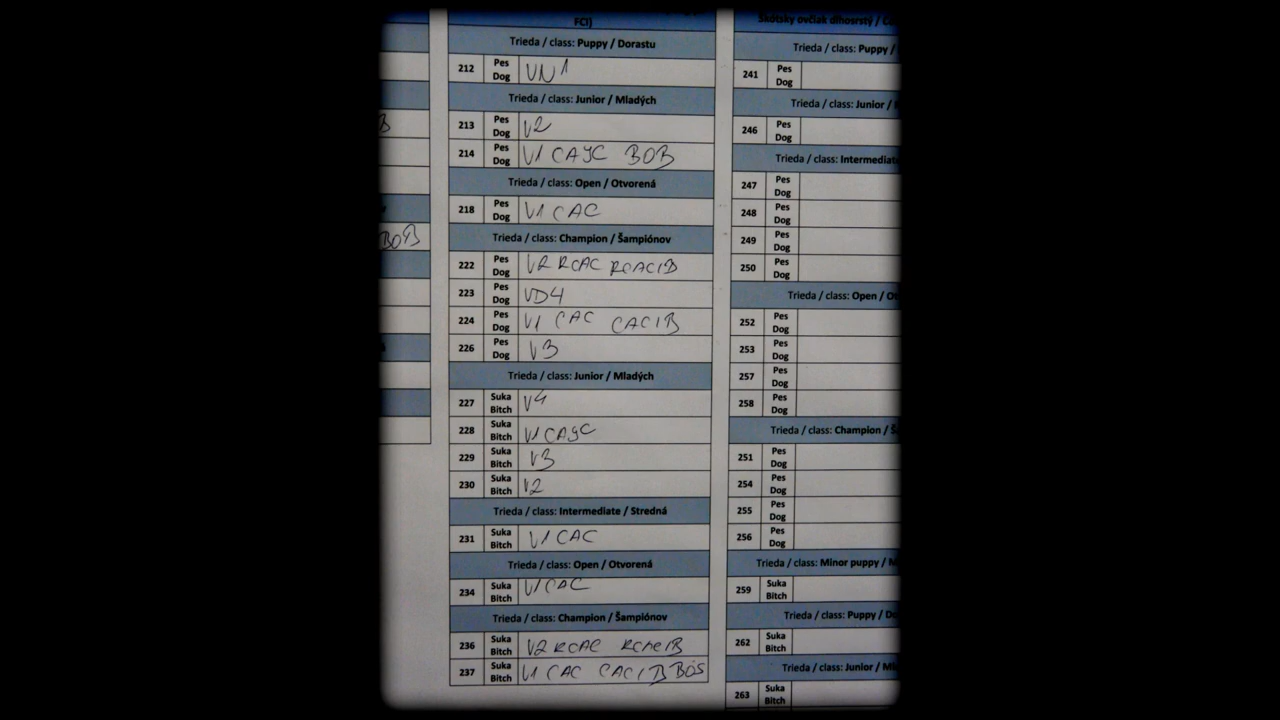 FCI)
Trieda / class: Puppy / Dorastu
212 Pes Dog VN1
Trieda / class: Junior / Mladých
213 Pes Dog V2
214 Pes Dog V1 CAJC BOB
Trieda / class: Open / Otvorená
218 Pes Dog V1 CAC
Trieda / class: Champion / Šampiónov
222 Pes Dog V2 RCAC RCACIB
223 Pes Dog VD4
224 Pes Dog V1 CAC CACIB
226 Pes Dog V3
Trieda / class: Junior / Mladých
227 Suka Bitch V4
228 Suka Bitch V1 CAJC
229 Suka Bitch V3
230 Suka Bitch V2
Trieda / class: Intermediate / Stredná
231 Suka Bitch V1 CAC
Trieda / class: Open / Otvorená
234 Suka Bitch V1 CAC
Trieda / class: Champion / Šampiónov
236 Suka Bitch V2 RCAC RCACIB
237 Suka Bitch V1 CAC CACIB BOS
BOB
Škótsky ovčiak dlhosrstý /
Trieda / class: Puppy /
241 Pes Dog
Trieda / class: Junior /
246 Pes Dog
Trieda / class: Intermediat
247 Pes Dog
248 Pes Dog
249 Pes Dog
250 Pes Dog
Trieda / class: Open /
252 Pes Dog
253 Pes Dog
257 Pes Dog
258 Pes Dog
Trieda / class: Champion /
251 Pes Dog
254 Pes Dog
255 Pes Dog
256 Pes Dog
Trieda / class: Minor puppy /
259 Suka Bitch
Trieda / class: Puppy /
262 Suka Bitch
Trieda / class: Junior /
263 Suka Bitch